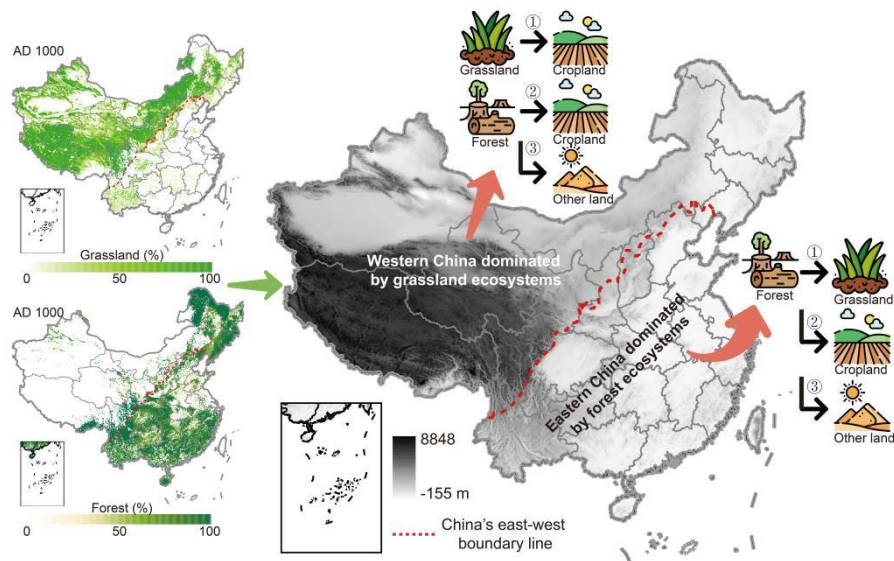 AD 1000
Grassland (%)
0 50 100
AD 1000
Forest (%)
0 50 100
①
Grassland
Cropland
②
Forest
Cropland
③
Other land
Western China dominated
by grassland ecosystems
Eastern China dominated
by forest ecosystems
①
Forest
Grassland
②
Cropland
③
Other land
8848
-155 m
China's east-west
boundary line